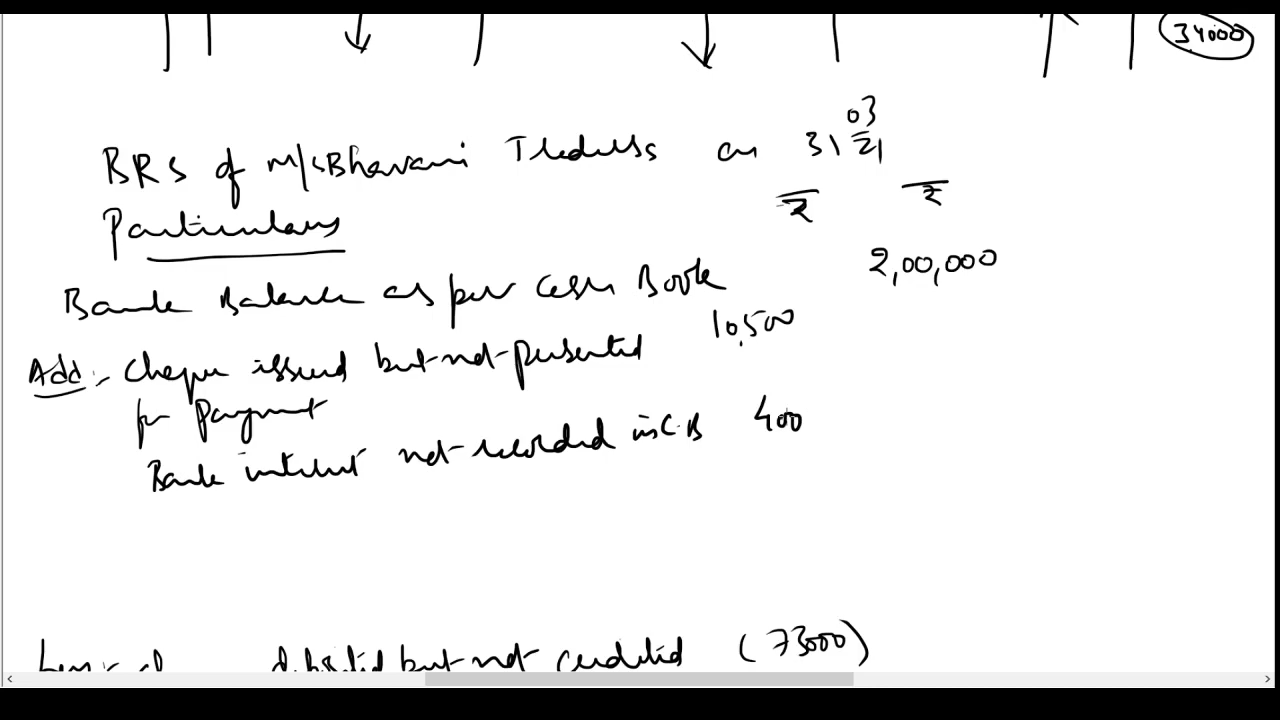 34000
BRS of M/s Bhavani Traders on 31 03 21
Particulars ₹ ₹
Bank Balance as per Cash Book 2,00,000
Add:- Cheque issued but not presented 10,500
for payment
Bank interest not recorded in C.B 400
Less:- deposited but not credited (73000)